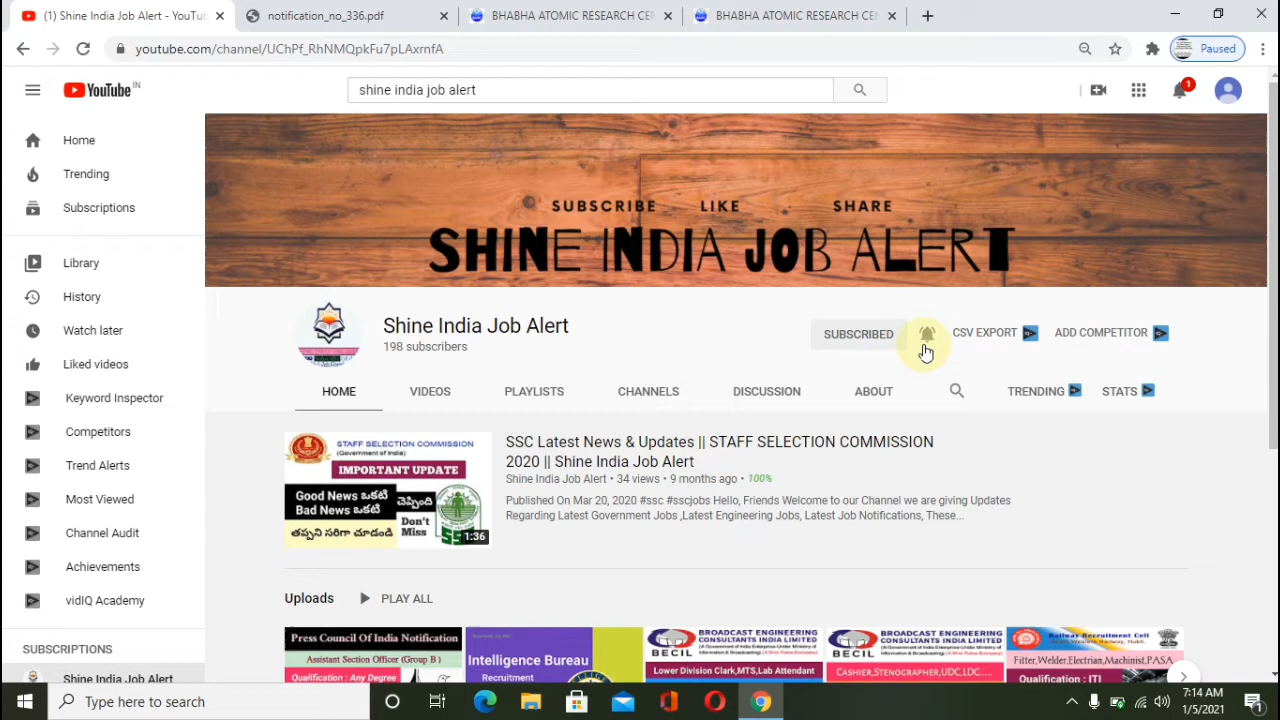 (1) Shine India Job Alert - YouTu
notification_no_336.pdf
BHABHA ATOMIC RESEARCH CEN
BHABHA ATOMIC RESEARCH CEN
youtube.com/channel/UChPf_RhNMQpkFu7pLAxrnfA
Paused
YouTube IN
shine india job alert
1
Home
Trending
Subscriptions
Library
History
Watch later
Liked videos
Keyword Inspector
Competitors
Trend Alerts
Most Viewed
Channel Audit
Achievements
vidIQ Academy
SUBSCRIPTIONS
Shine India Job Alert
SUBSCRIBE LIKE SHARE
SHINE INDIA JOB ALERT
Shine India Job Alert
198 subscribers
SUBSCRIBED
CSV EXPORT
ADD COMPETITOR
HOME VIDEOS PLAYLISTS CHANNELS DISCUSSION ABOUT TRENDING STATS
STAFF SELECTION COMMISSION
(Government of India)
IMPORTANT UPDATE
Good News ఒకటి
Bad News ఒకటి
చెప్పింది
తప్పని సరిగా చూడండి
Don't
Miss
1:36
SSC Latest News & Updates || STAFF SELECTION COMMISSION
2020 || Shine India Job Alert
Shine India Job Alert • 34 views • 9 months ago • 100%
Published On Mar 20, 2020 #ssc #sscjobs Hello, Friends Welcome to our Channel we are giving Updates
Regarding Latest Government Jobs ,Latest Engineering Jobs, Latest Job Notifications, These...
Uploads
PLAY ALL
Press Council Of India Notification
Assistant Section Officer (Group B )
Qualification : Any Degree
Intelligence Bureau
Recruitment
BROADCAST ENGINEERING
CONSULTANTS INDIA LIMITED
BECIL
Lower Division Clark,MTS,Lab Attendant
BROADCAST ENGINEERING
CONSULTANTS INDIA LIMITED
BECIL
CASHIER,STENOGRAPHER,UDC,LDC
Railway Recruitment Cell
Fitter,Welder,Electrian,Machinist,PASA
Qualification : ITI
Type here to search
7:14 AM
1/5/2021
1